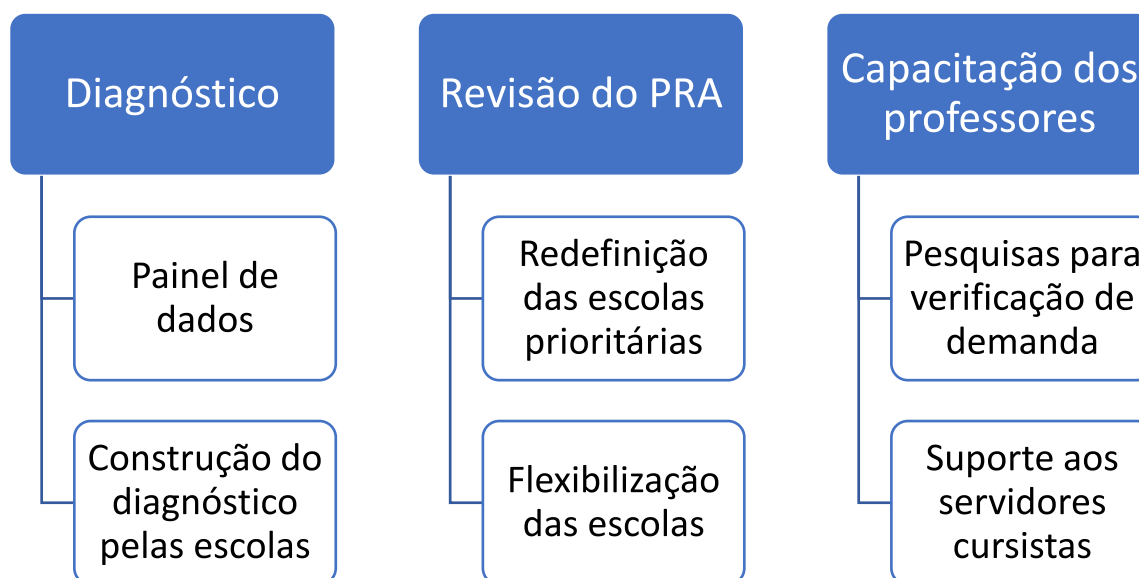 Diagnóstico
Painel de
dados
Construção do
diagnóstico
pelas escolas
Revisão do PRA
Redefinição
das escolas
prioritárias
Flexibilização
das escolas
Capacitação dos
professores
Pesquisas para
verificação de
demanda
Suporte aos
servidores
cursistas